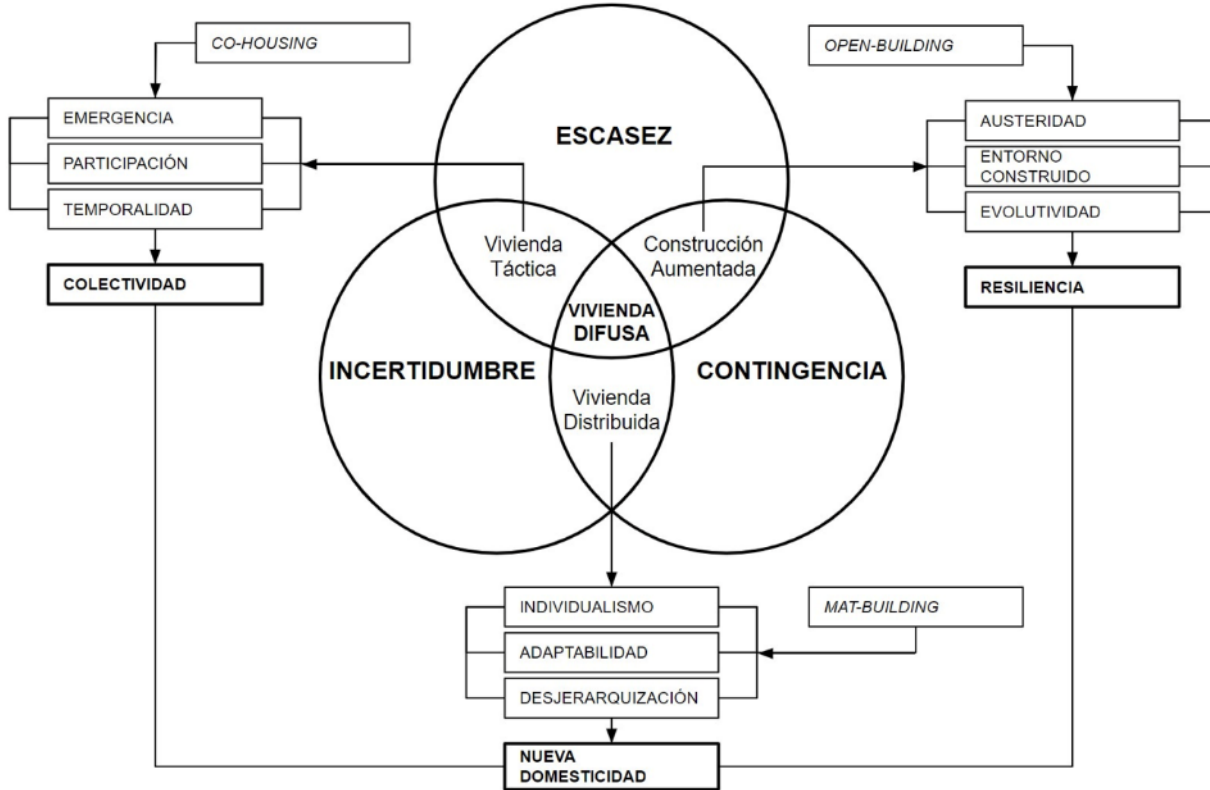 CO-HOUSING
OPEN-BUILDING
EMERGENCIA
PARTICIPACIÓN
TEMPORALIDAD
COLECTIVIDAD
ESCASEZ
AUSTERIDAD
ENTORNO
CONSTRUIDO
EVOLUTIVIDAD
RESILIENCIA
Vivienda
Táctica
Construcción
Aumentada
VIVIENDA
DIFUSA
INCERTIDUMBRE
CONTINGENCIA
Vivienda
Distribuida
INDIVIDUALISMO
ADAPTABILIDAD
DESJERARQUIZACIÓN
MAT-BUILDING
NUEVA
DOMESTICIDAD